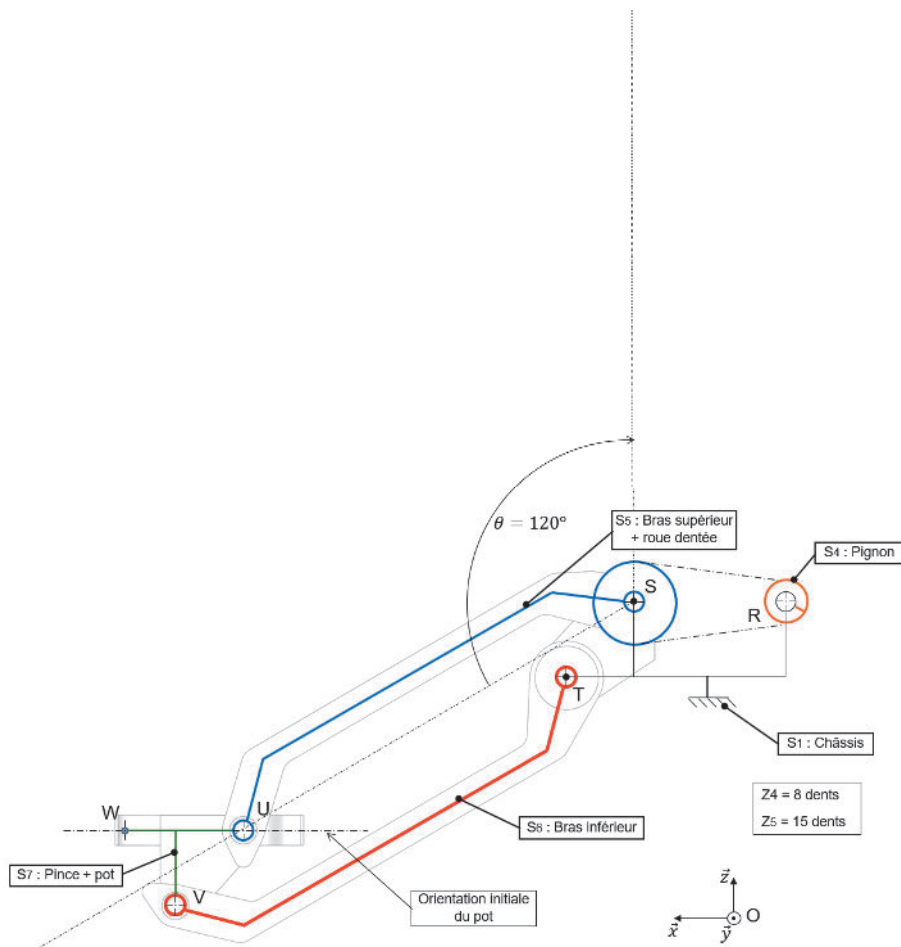 θ = 120°
S5 : Bras supérieur
+ roue dentée
S4 : Pignon
S
R
T
S1 : Châssis
Z4 = 8 dents
Z5 = 15 dents
W
U
S6 : Bras inférieur
S7 : Pince + pot
V
Orientation initiale
du pot
z
O
x
y